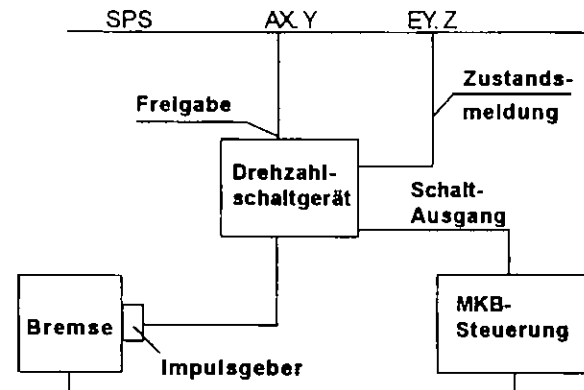 SPS AX.Y EY.Z
Freigabe
Zustands-
meldung
Drehzahl-
schaltgerät
Schalt-
Ausgang
Bremse
Impulsgeber
MKB-
Steuerung